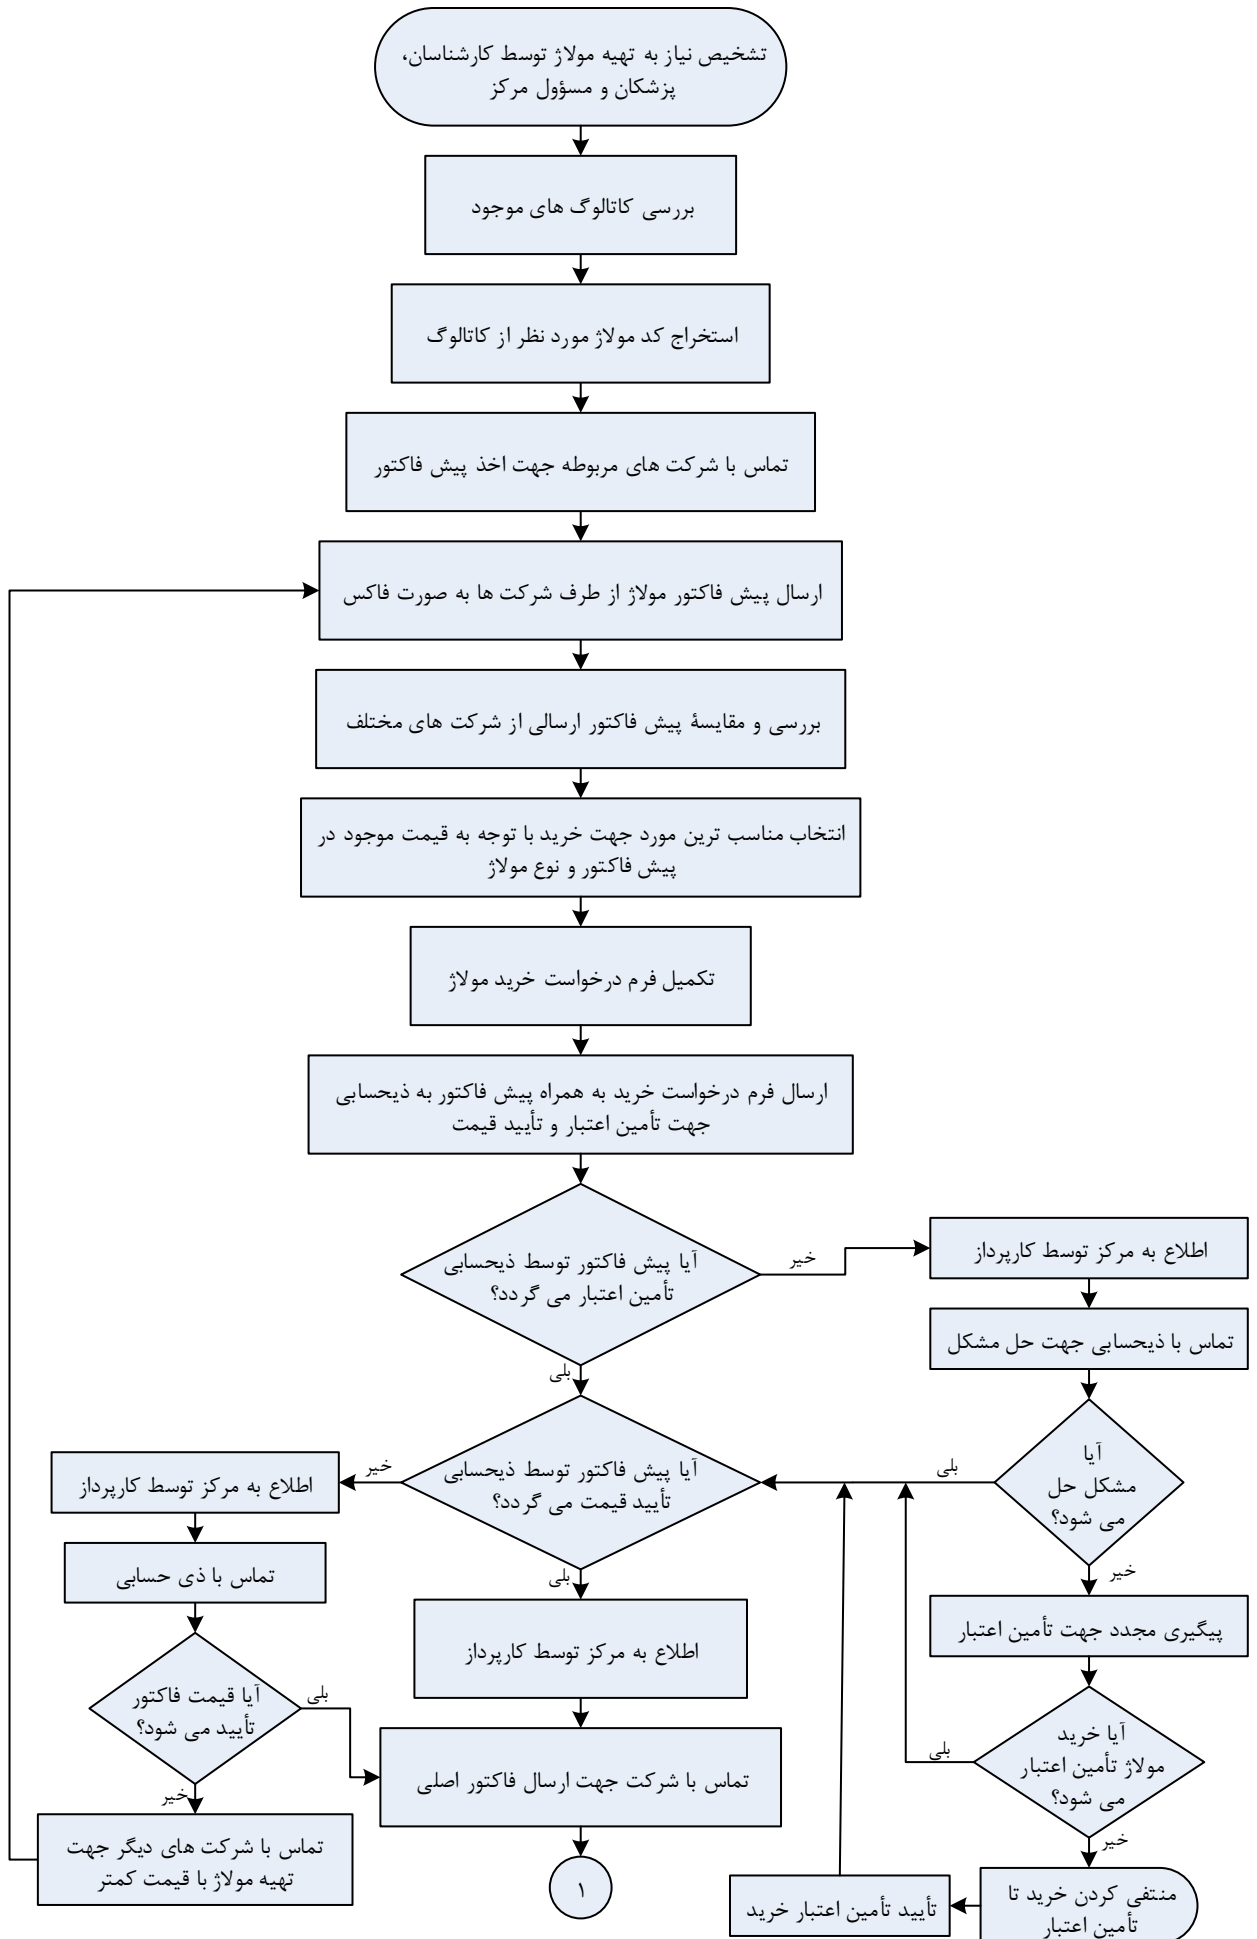 تشخیص نیاز به تهیه مولاژ توسط کارشناسان،
پزشکان و مسؤول مرکز
بررسی کاتالوگ های موجود
استخراج کد مولاژ مورد نظر از کاتالوگ
تماس با شرکت های مربوطه جهت اخذ پیش فاکتور
ارسال پیش فاکتور مولاژ از طرف شرکت ها به صورت فاکس
بررسی و مقایسۀ پیش فاکتور ارسالی از شرکت های مختلف
انتخاب مناسب ترین مورد جهت خرید با توجه به قیمت موجود در
پیش فاکتور و نوع مولاژ
تکمیل فرم درخواست خرید مولاژ
ارسال فرم درخواست خرید به همراه پیش فاکتور به ذیحسابی
جهت تأمین اعتبار و تأیید قیمت
آیا پیش فاکتور توسط ذیحسابی
تأمین اعتبار می گردد؟
خیر
اطلاع به مرکز توسط کارپرداز
تماس با ذیحسابی جهت حل مشکل
آیا
مشکل حل
می شود؟
بلی
خیر
پیگیری مجدد جهت تأمین اعتبار
آیا خرید
مولاژ تأمین اعتبار
می شود؟
بلی
خیر
منتفی کردن خرید تا
تأمین اعتبار
تأیید تأمین اعتبار خرید
بلی
آیا پیش فاکتور توسط ذیحسابی
تأیید قیمت می گردد؟
بلی
اطلاع به مرکز توسط کارپرداز
تماس با شرکت جهت ارسال فاکتور اصلی
۱
خیر
اطلاع به مرکز توسط کارپرداز
تماس با ذی حسابی
آیا قیمت فاکتور
تأیید می شود؟
بلی
خیر
تماس با شرکت های دیگر جهت
تهیه مولاژ با قیمت کمتر